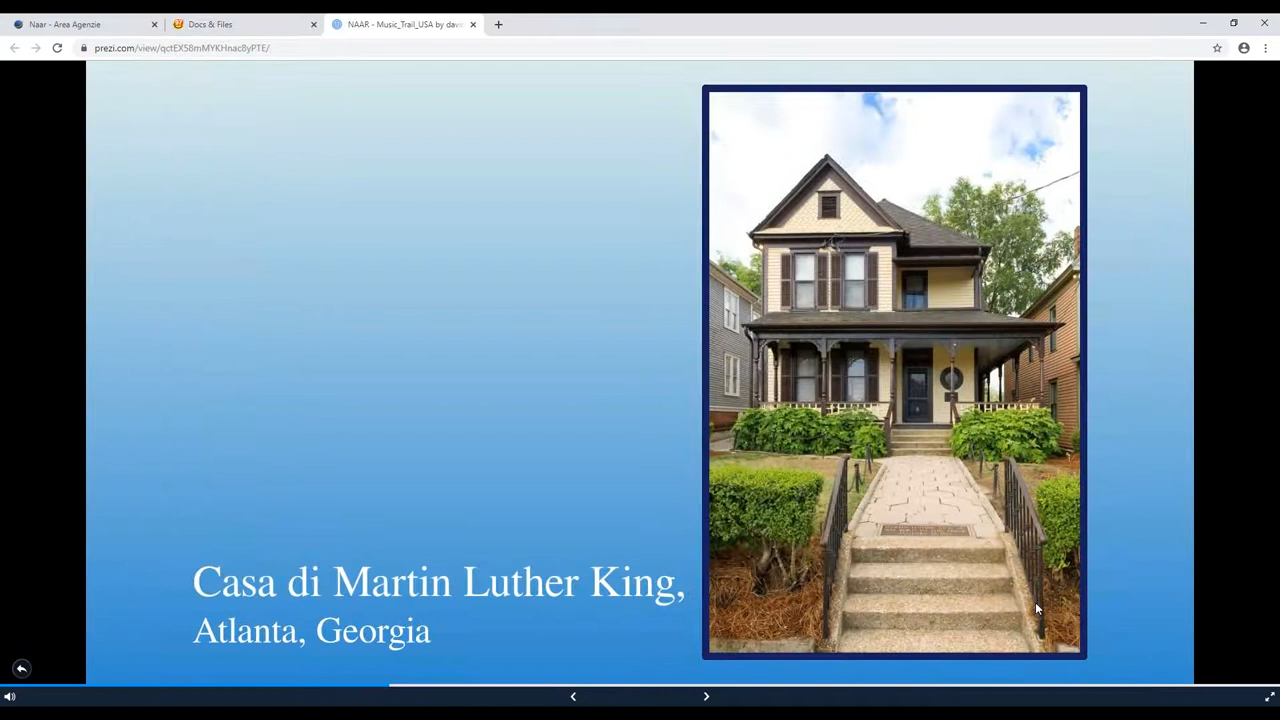 Naar - Area Agenzie
Docs & Files
NAAR - Music_Trail_USA by davi
prezi.com/view/qctEX58mMYKHnac8yPTE/
Casa di Martin Luther King,
Atlanta, Georgia